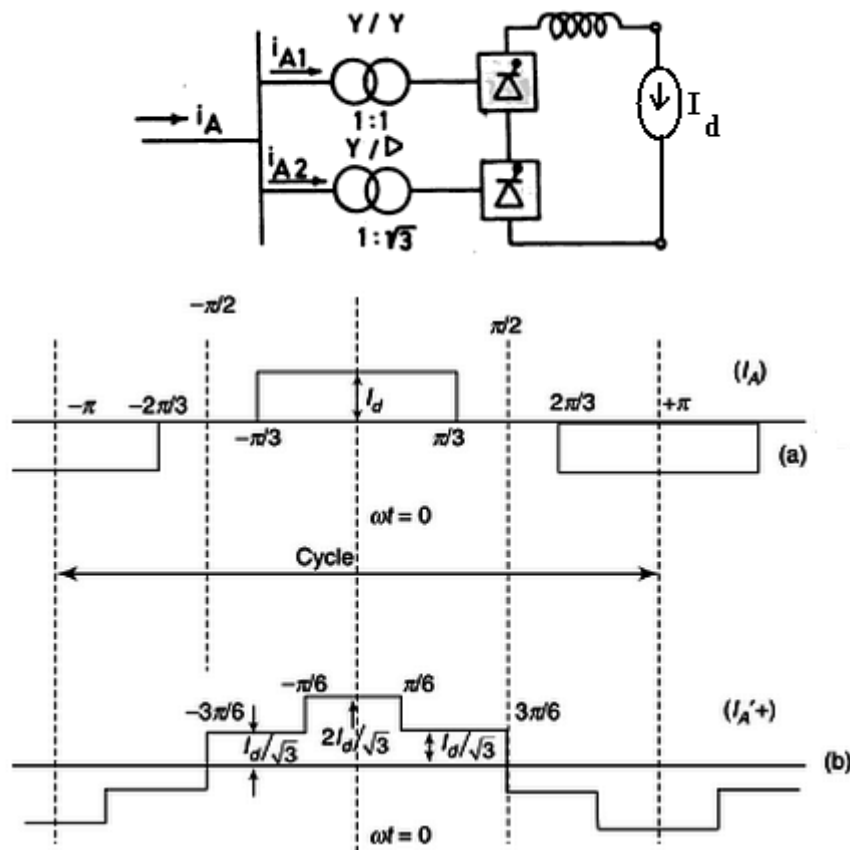 Y / Y
i_A1
1 : 1
i_A
Y / Δ
i_A2
1 : √3
I_d
−π/2
π/2
(I_A)
−π
−2π/3
I_d
2π/3
+π
−π/3
π/3
(a)
ωt = 0
Cycle
−π/6
π/6
−3π/6
3π/6
(I_A′+)
I_d/√3
2I_d/√3
I_d/√3
(b)
ωt = 0